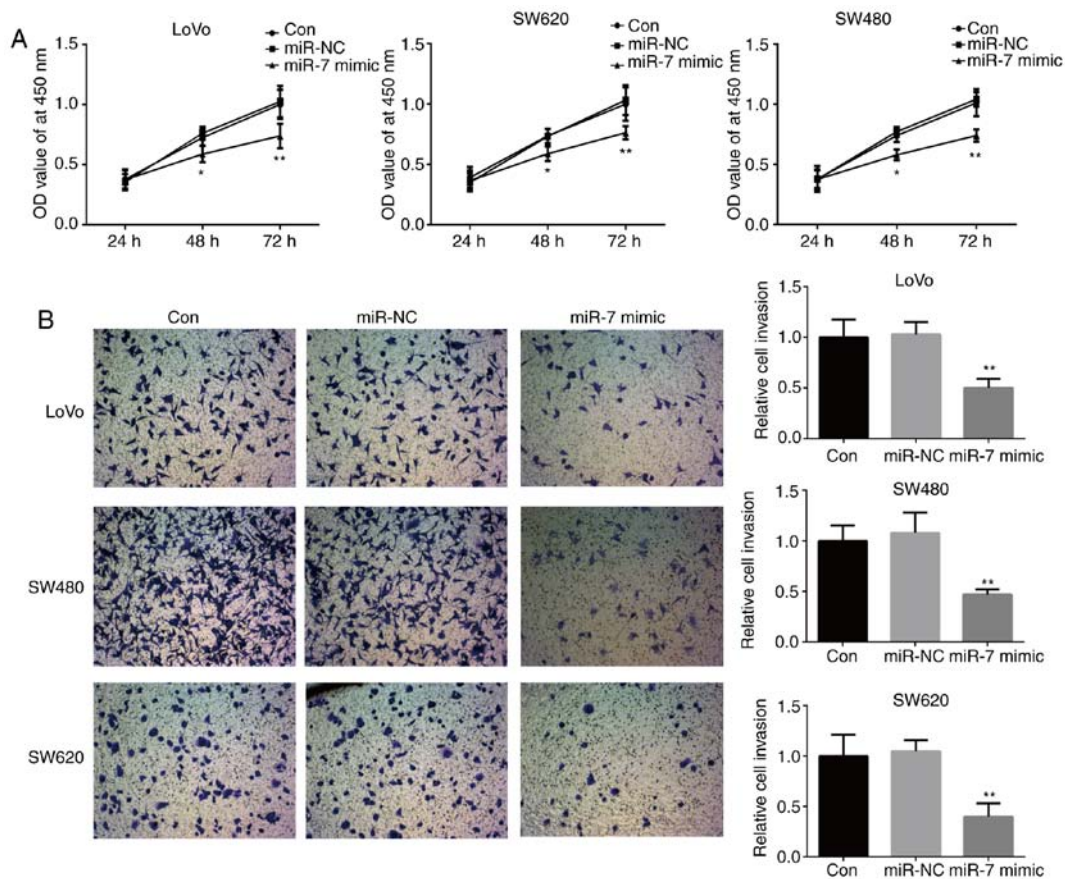 A
LoVo
Con
miR-NC
miR-7 mimic
OD value of at 450 nm
1.5
1.0
0.5
0.0
*
**
24 h
48 h
72 h
SW620
Con
miR-NC
miR-7 mimic
OD value of at 450 nm
1.5
1.0
0.5
0.0
*
**
24 h
48 h
72 h
SW480
Con
miR-NC
miR-7 mimic
OD value of at 450 nm
1.5
1.0
0.5
0.0
*
**
24 h
48 h
72 h
B
Con
miR-NC
miR-7 mimic
LoVo
SW480
SW620
LoVo
Relative cell invasion
1.5
1.0
0.5
0.0
**
Con
miR-NC
miR-7 mimic
SW480
Relative cell invasion
1.5
1.0
0.5
0.0
**
Con
miR-NC
miR-7 mimic
SW620
Relative cell invasion
1.5
1.0
0.5
0.0
**
Con
miR-NC
miR-7 mimic